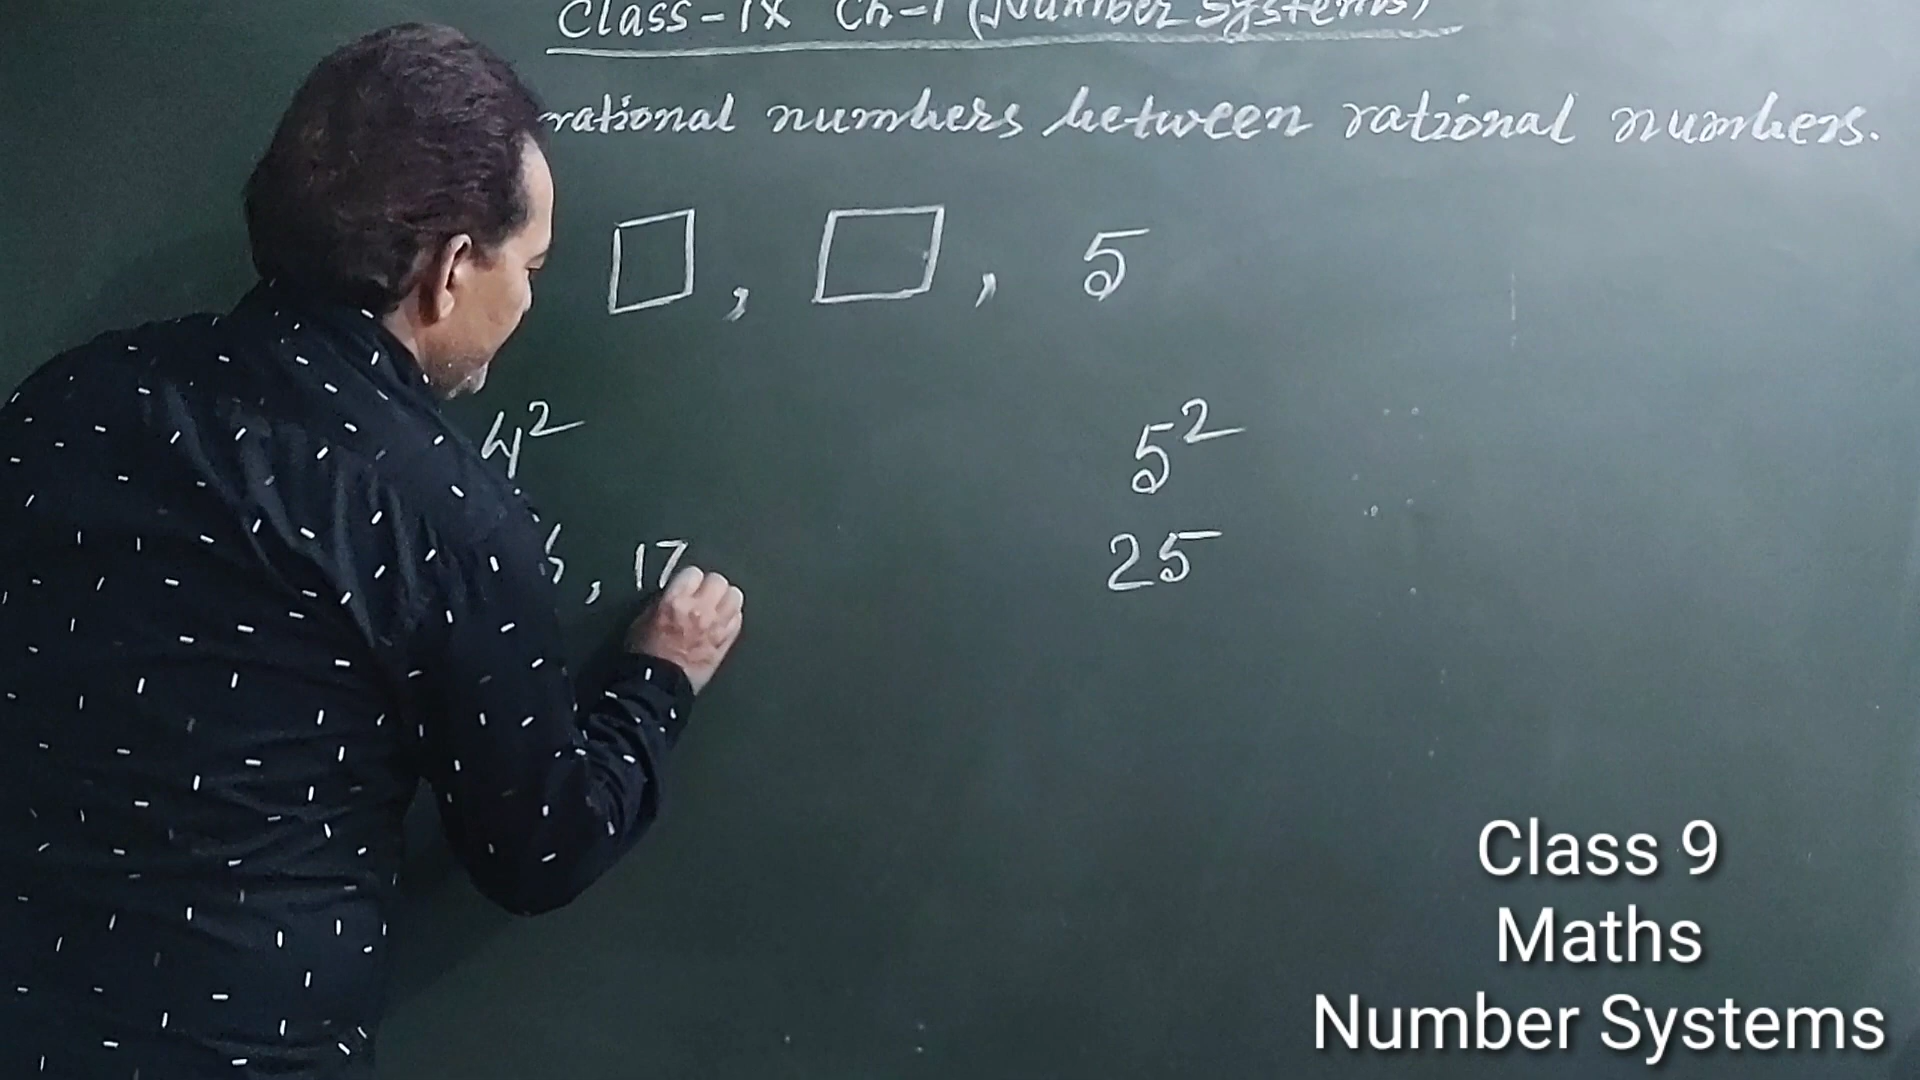 Class-IX Ch-1 (Number Systems)
rational numbers between rational numbers.
, , 5
4² 5²
, 17 25
Class 9
Maths
Number Systems